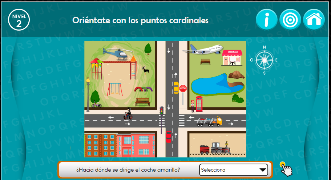 NIVEL
2
Oriéntate con los puntos cardinales
N
¿Hacia dónde se dirige el coche amarillo?
Selecciona